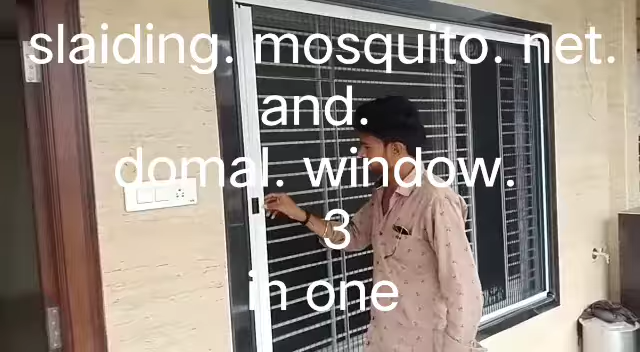 slaiding. mosquito. net.
and.
domal. window.
3
in one